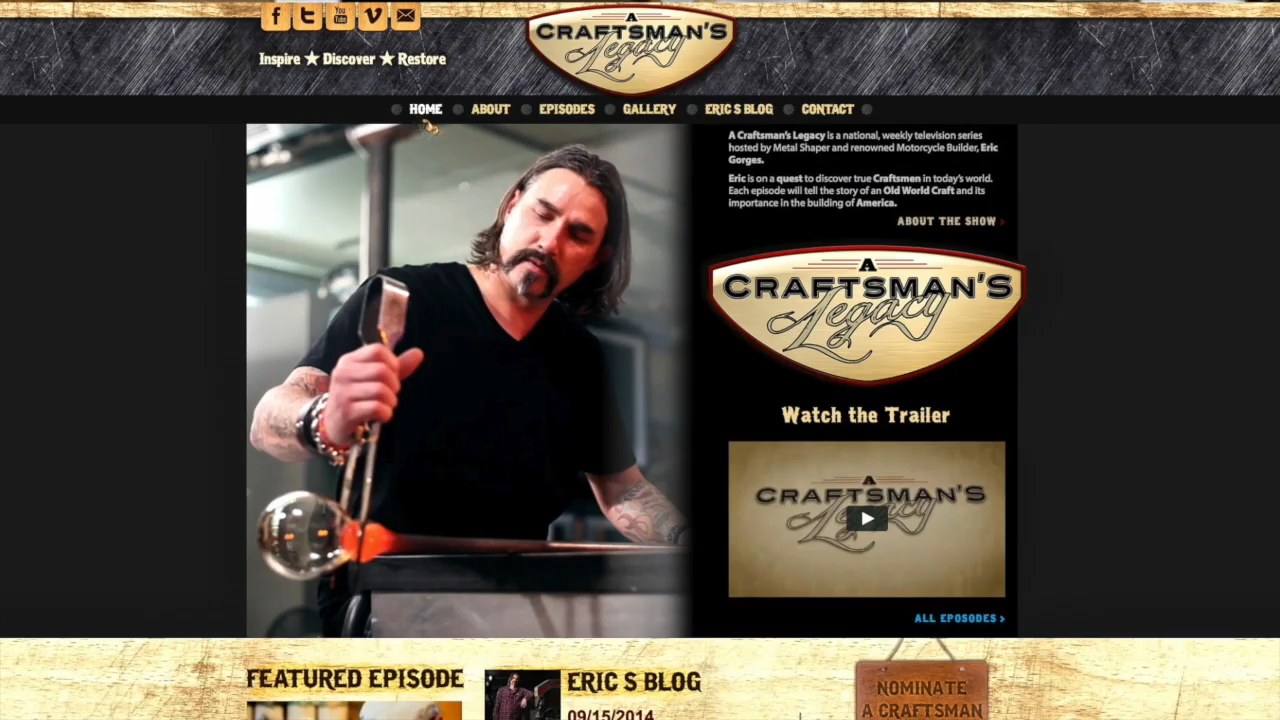 You
Tube
Inspire ★ Discover ★ Restore
A
CRAFTSMAN'S
Legacy
HOME
ABOUT
EPISODES
GALLERY
ERIC S BLOG
CONTACT
A Craftsman's Legacy is a national, weekly television series
hosted by Metal Shaper and renowned Motorcycle Builder, Eric
Gorges.
Eric is on a quest to discover true Craftsmen in today's world.
Each episode will tell the story of an Old World Craft and its
importance in the building of America.
ABOUT THE SHOW
A
CRAFTSMAN'S
Legacy
Watch the Trailer
A
CRAFTSMAN'S
Legacy
ALL EPOSODES >
FEATURED EPISODE
ERIC S BLOG
09/15/2014
NOMINATE
A CRAFTSMAN